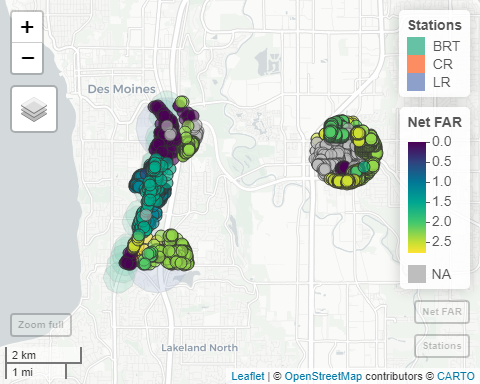 +
−
Stations
BRT
CR
LR
Des Moines
Net FAR
0.0
0.5
1.0
1.5
2.0
2.5
NA
Net FAR
Zoom full
Stations
Lakeland North
2 km
1 mi
Leaflet | © OpenStreetMap contributors © CARTO